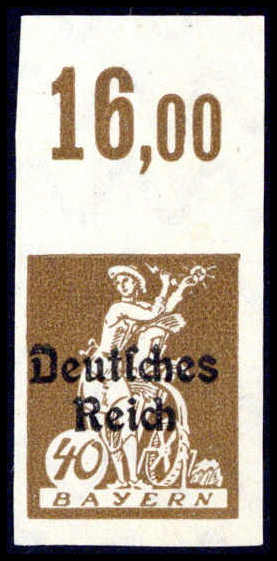 16,00
Deutſches
Reich
40
BAYERN